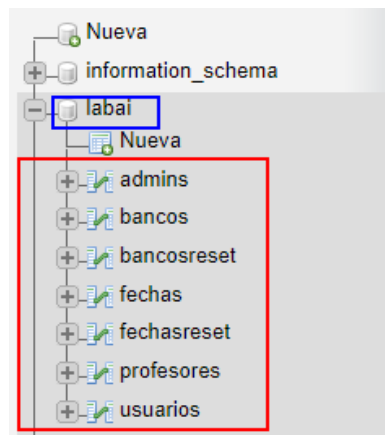 Nueva
information_schema
labai
Nueva
admins
bancos
bancosreset
fechas
fechasreset
profesores
usuarios